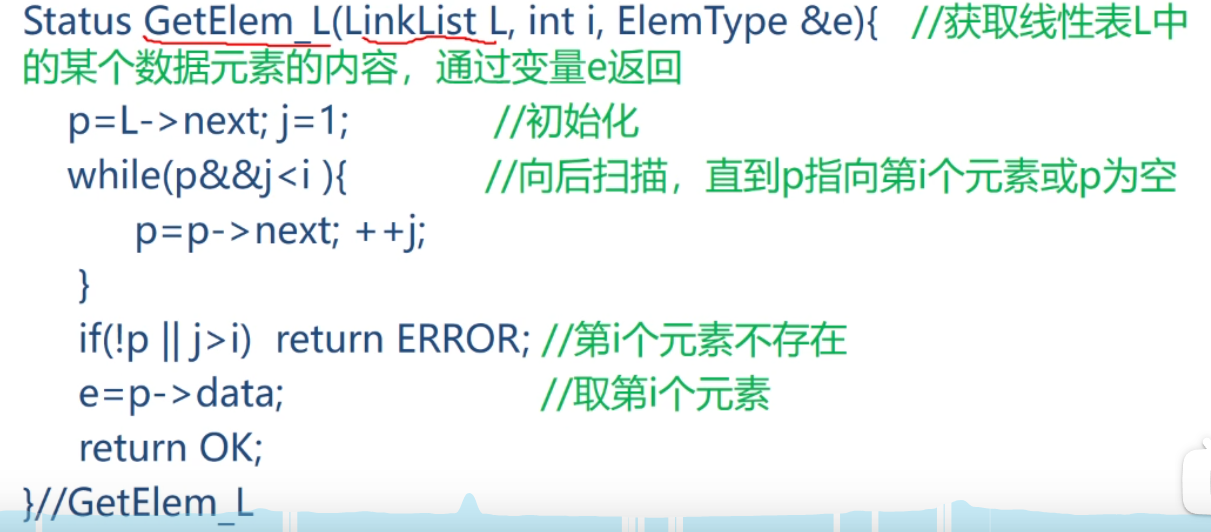 Status GetElem_L(LinkList L, int i, ElemType &e){ //获取线性表L中
的某个数据元素的内容，通过变量e返回
p=L->next; j=1; //初始化
while(p&&j<i ){ //向后扫描，直到p指向第i个元素或p为空
p=p->next; ++j;
}
if(!p || j>i) return ERROR; //第i个元素不存在
e=p->data; //取第i个元素
return OK;
}//GetElem_L